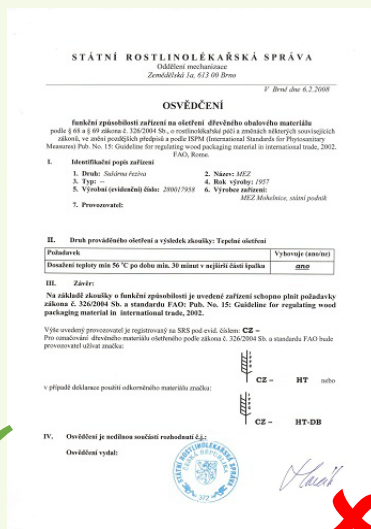 STÁTNÍ ROSTLINOLÉKAŘSKÁ SPRÁVA
Oddělení mechanizace
Zemědělská 1a, 613 00 Brno
V Brně dne 6.2.2008
OSVĚDČENÍ
funkční způsobilosti zařízení na ošetření dřevěného obalového materiálu
podle § 68 a § 69 zákona č. 326/2004 Sb., o rostlinolékařské péči a změnách některých souvisejících
zákonů, ve znění pozdějších předpisů a podle ISPM (International Standards for Phytosanitary
Measures) Pub. No. 15: Guideline for regulating wood packaging material in international trade, 2002.
FAO, Rome.
I. Identifikační popis zařízení
1. Druh: Sušárna řeziva 2. Název: MEZ
3. Typ: -- 4. Rok výroby: 1957
5. Výrobní (evidenční) číslo: 280017958 6. Výrobce zařízení:
MEZ Mohelnice, státní podnik
7. Provozovatel:
II. Druh prováděného ošetření a výsledek zkoušky: Tepelné ošetření
Požadavek Vyhovuje (ano/ne)
Dosažení teploty min 56 °C po dobu min. 30 minut v nejširší části špalku ano
III. Závěr:
Na základě zkoušky o funkční způsobilosti je uvedené zařízení schopno plnit požadavky
zákona č. 326/2004 Sb. a standardu FAO: Pub. No. 15: Guideline for regulating wood
packaging material in international trade, 2002.
Výše uvedený provozovatel je registrovaný na SRS pod evid. číslem: CZ –
Pro označování dřevěného materiálu ošetřeného podle zákona č. 326/2004 Sb. a standardu FAO bude
provozovatel užívat značku:
CZ – HT nebo
v případě deklarace použití odkorněného materiálu značku:
CZ – HT-DB
IV. Osvědčení je nedílnou součástí rozhodnutí č.j.:
Osvědčení vydal:
STÁTNÍ ROSTLINOLÉKAŘSKÁ SPRÁVA
ČESKÁ REPUBLIKA
372